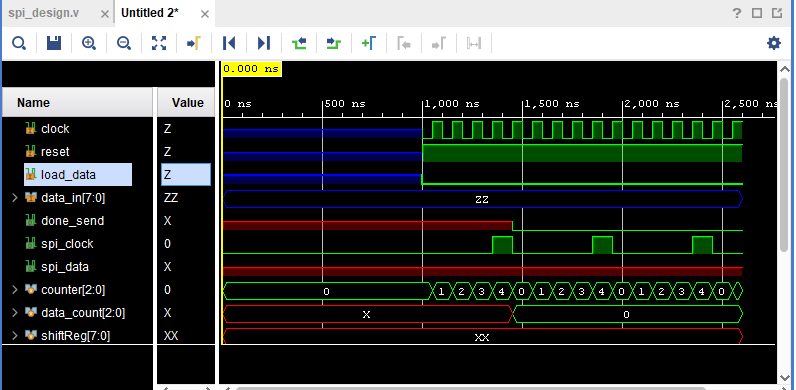 spi_design.v × Untitled 2* ×
? □
0.000 ns
Name Value
0 ns 500 ns 1,000 ns 1,500 ns 2,000 ns 2,500 ns
clock Z
reset Z
load_data Z
data_in[7:0] ZZ ZZ
done_send X
spi_clock 0
spi_data X
counter[2:0] 0 0 1 2 3 4 0 1 2 3 4 0 1 2 3 4 0
data_count[2:0] X X 0
shiftReg[7:0] XX XX